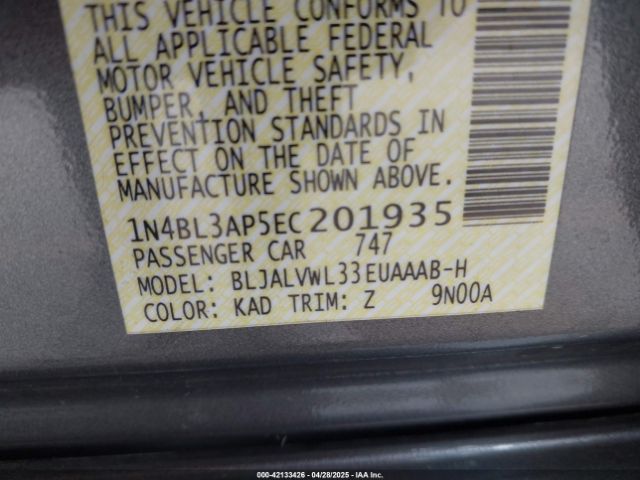 THIS VEHICLE CONFORMS TO
ALL APPLICABLE FEDERAL
MOTOR VEHICLE SAFETY,
BUMPER, AND THEFT
PREVENTION STANDARDS IN
EFFECT ON THE DATE OF
MANUFACTURE SHOWN ABOVE.
1N4BL3AP5EC201935
PASSENGER CAR 747
MODEL: BLJALVWL33EUAAAB-H
COLOR: KAD TRIM: Z 9N00A
000-42133426 | 04/28/2025 | IAA Inc.